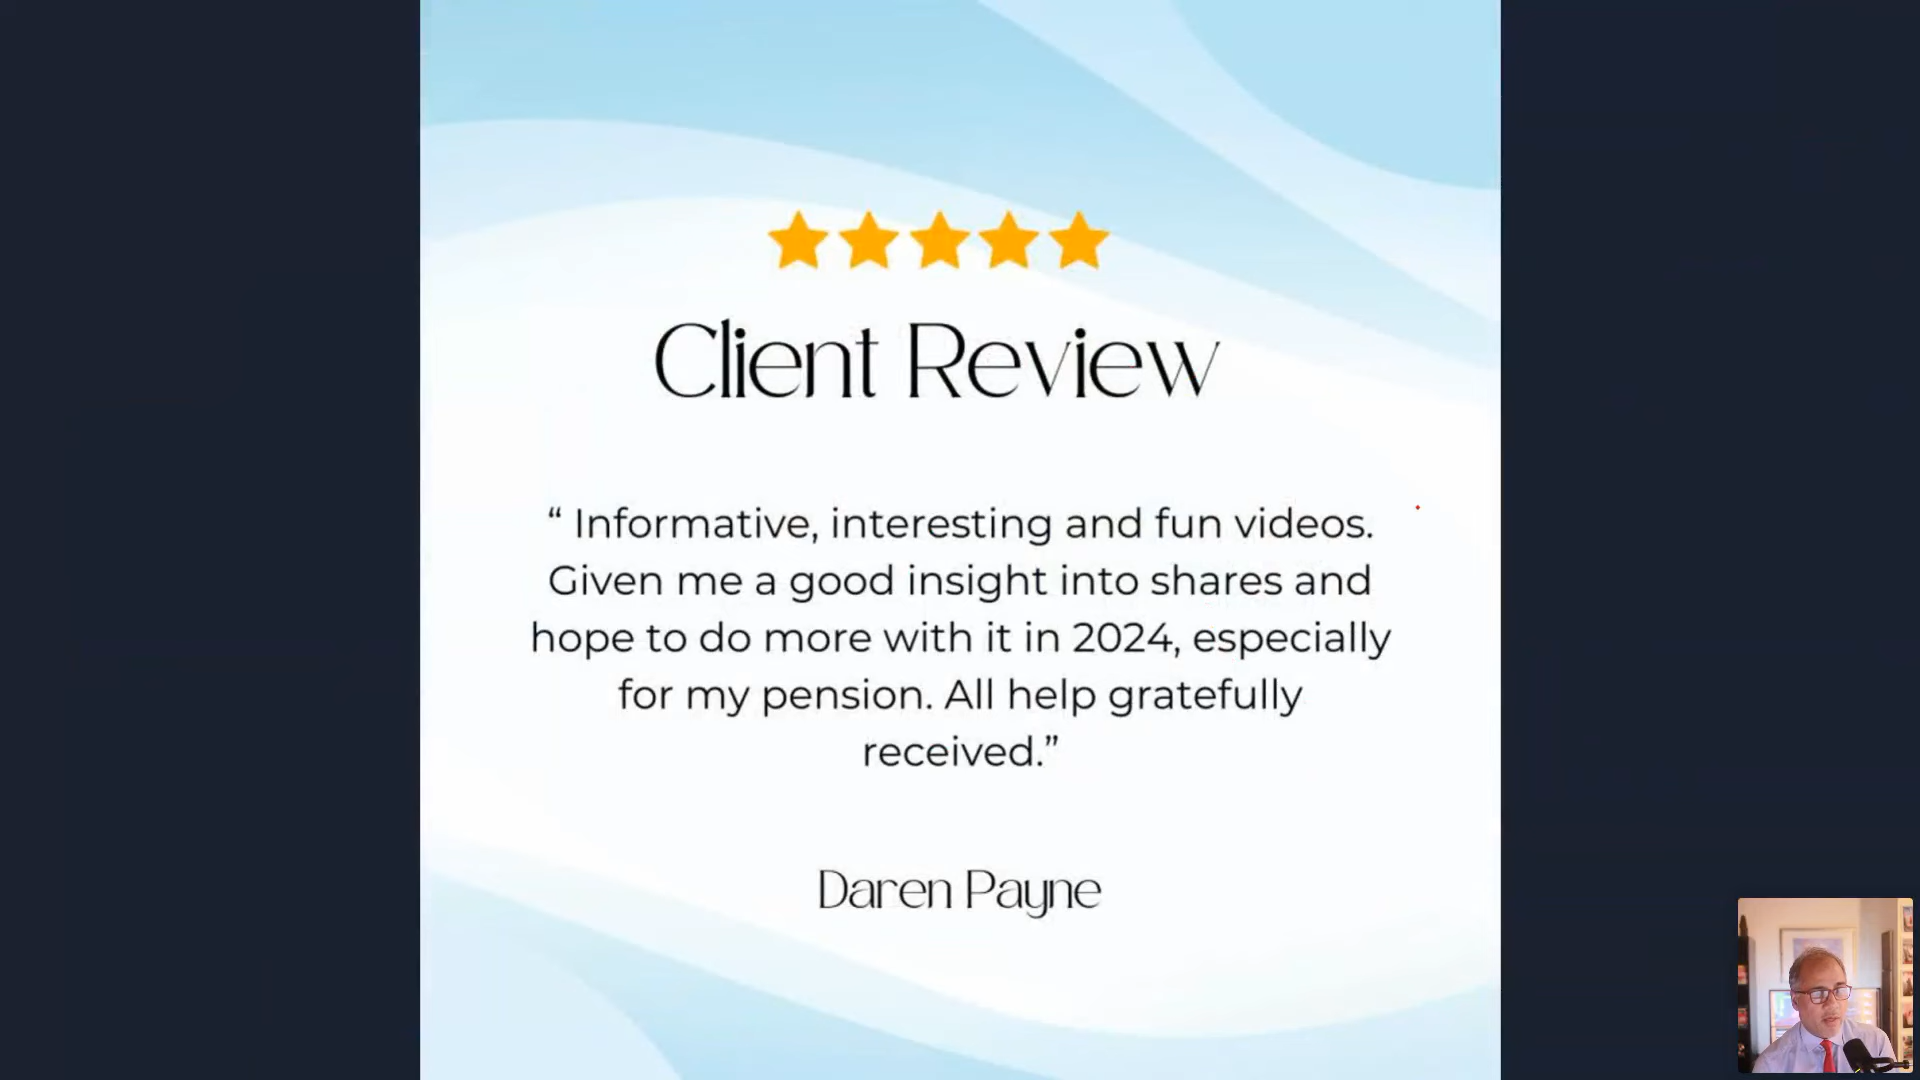 Client Review
“ Informative, interesting and fun videos.
Given me a good insight into shares and
hope to do more with it in 2024, especially
for my pension. All help gratefully
received.”
Daren Payne